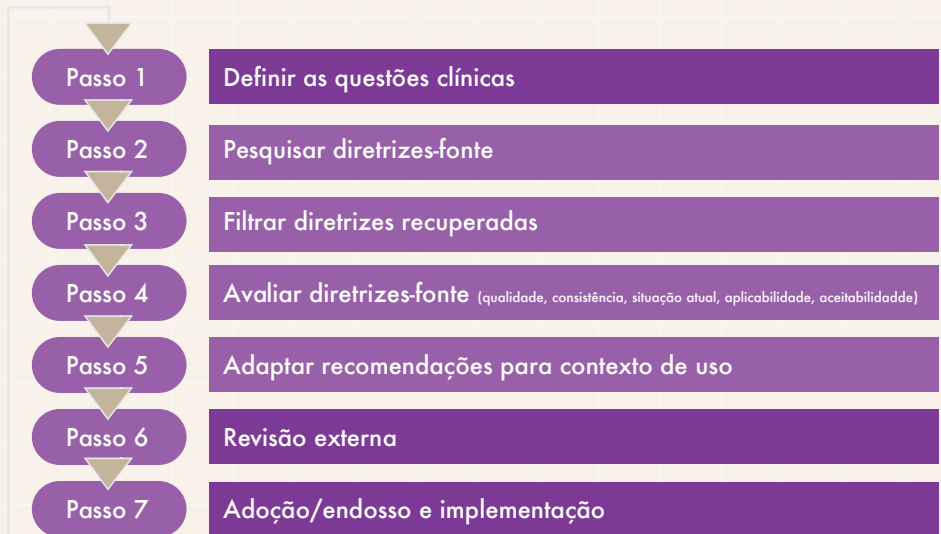 Passo 1 Definir as questões clínicas
Passo 2 Pesquisar diretrizes-fonte
Passo 3 Filtrar diretrizes recuperadas
Passo 4 Avaliar diretrizes-fonte (qualidade, consistência, situação atual, aplicabilidade, aceitabilidadde)
Passo 5 Adaptar recomendações para contexto de uso
Passo 6 Revisão externa
Passo 7 Adoção/endosso e implementação